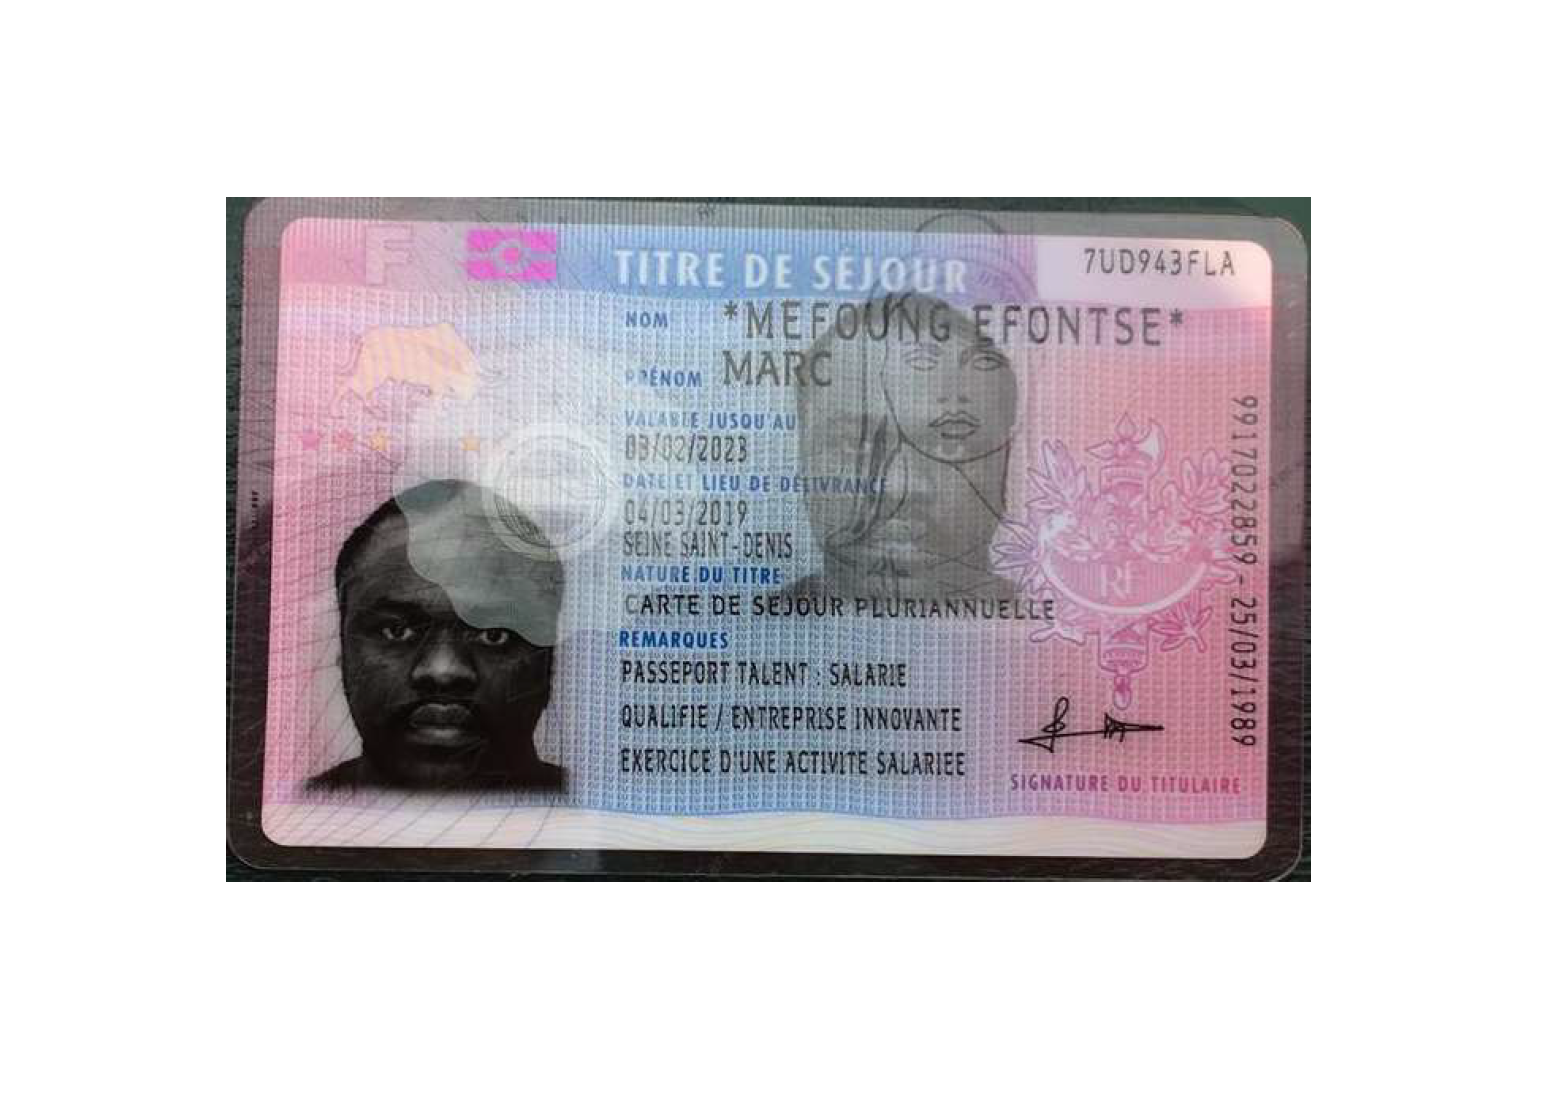 F
TITRE DE SÉJOUR
7UD943FLA
NOM *MEFOUNG EFONTSE*
PRÉNOM MARC
VALABLE JUSQU'AU
03/02/2023
DATE ET LIEU DE DÉLIVRANCE
04/03/2019
SEINE SAINT-DENIS
NATURE DU TITRE
CARTE DE SEJOUR PLURIANNUELLE
REMARQUES
PASSEPORT TALENT : SALARIE
QUALIFIE / ENTREPRISE INNOVANTE
EXERCICE D'UNE ACTIVITE SALARIEE
RF
SIGNATURE DU TITULAIRE
9917022859 - 25/03/1989